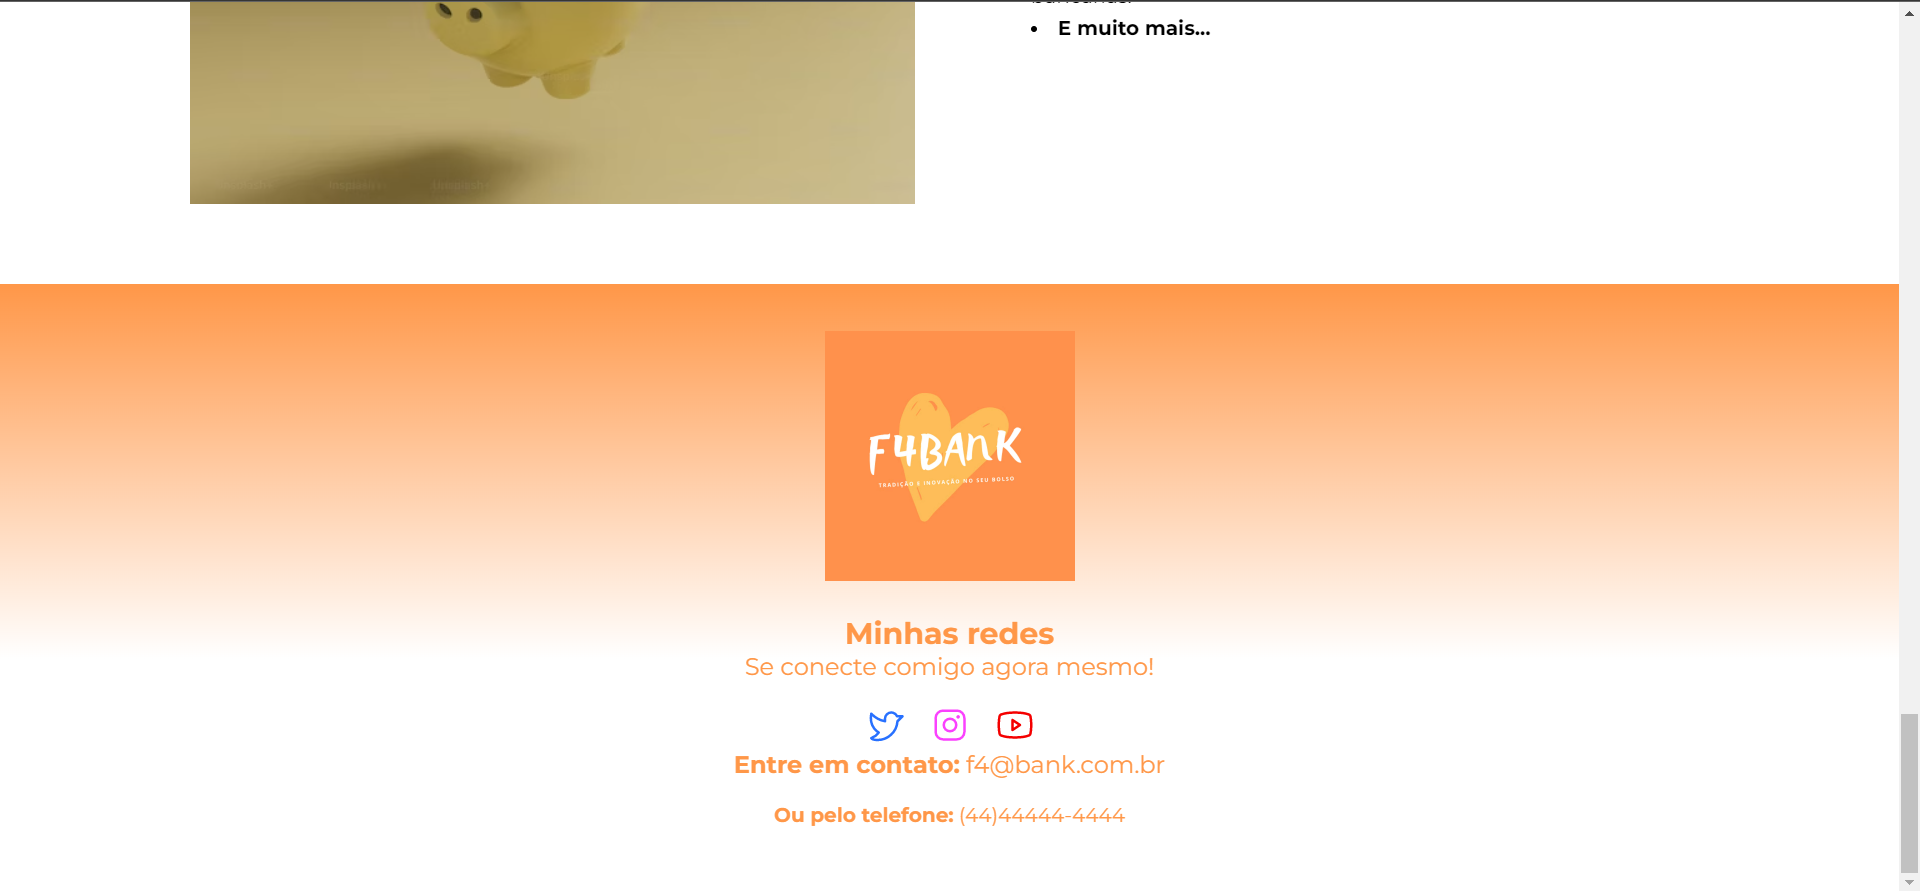 E muito mais...
F4BANK
TRADIÇÃO E INOVAÇÃO NO SEU BOLSO
Minhas redes
Se conecte comigo agora mesmo!
Entre em contato: f4@bank.com.br
Ou pelo telefone: (44)44444-4444